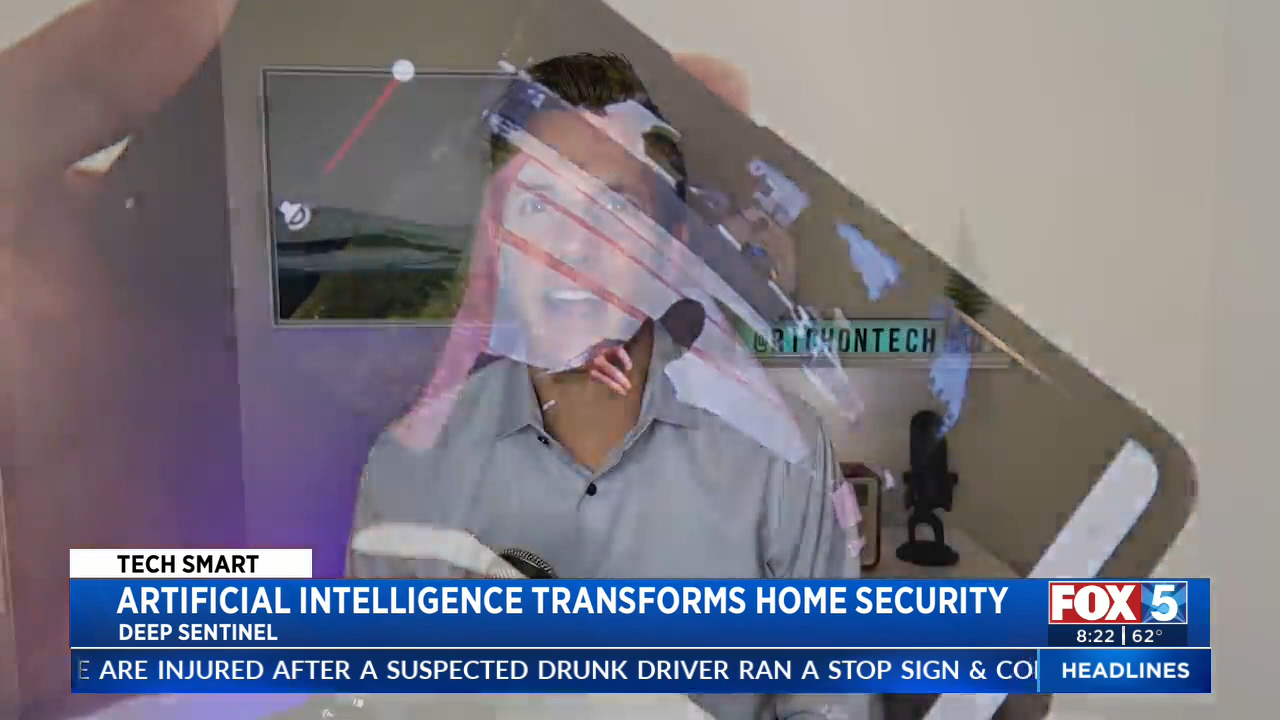 @RICHONTECH
TECH SMART
ARTIFICIAL INTELLIGENCE TRANSFORMS HOME SECURITY
DEEP SENTINEL
FOX 5
8:22 | 62°
E ARE INJURED AFTER A SUSPECTED DRUNK DRIVER RAN A STOP SIGN & CO
HEADLINES